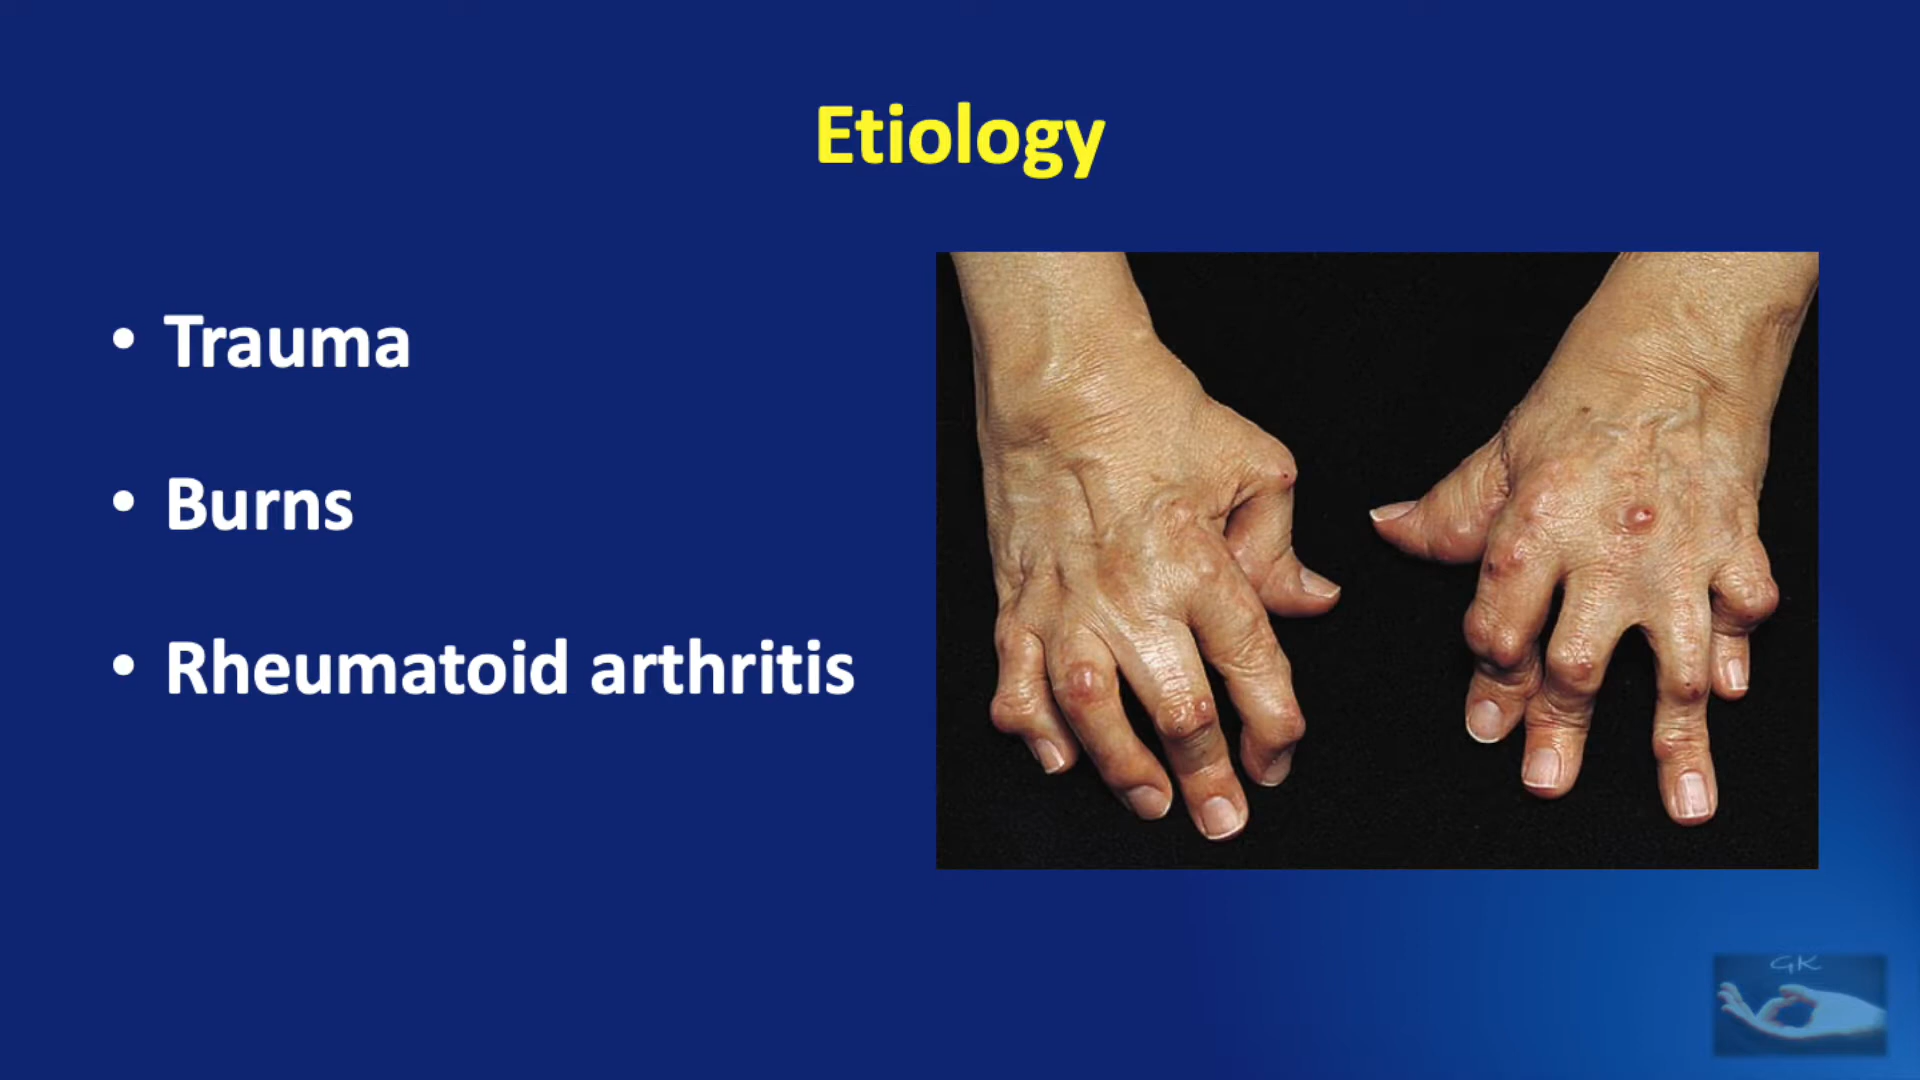 Etiology
• Trauma
• Burns
• Rheumatoid arthritis
GK